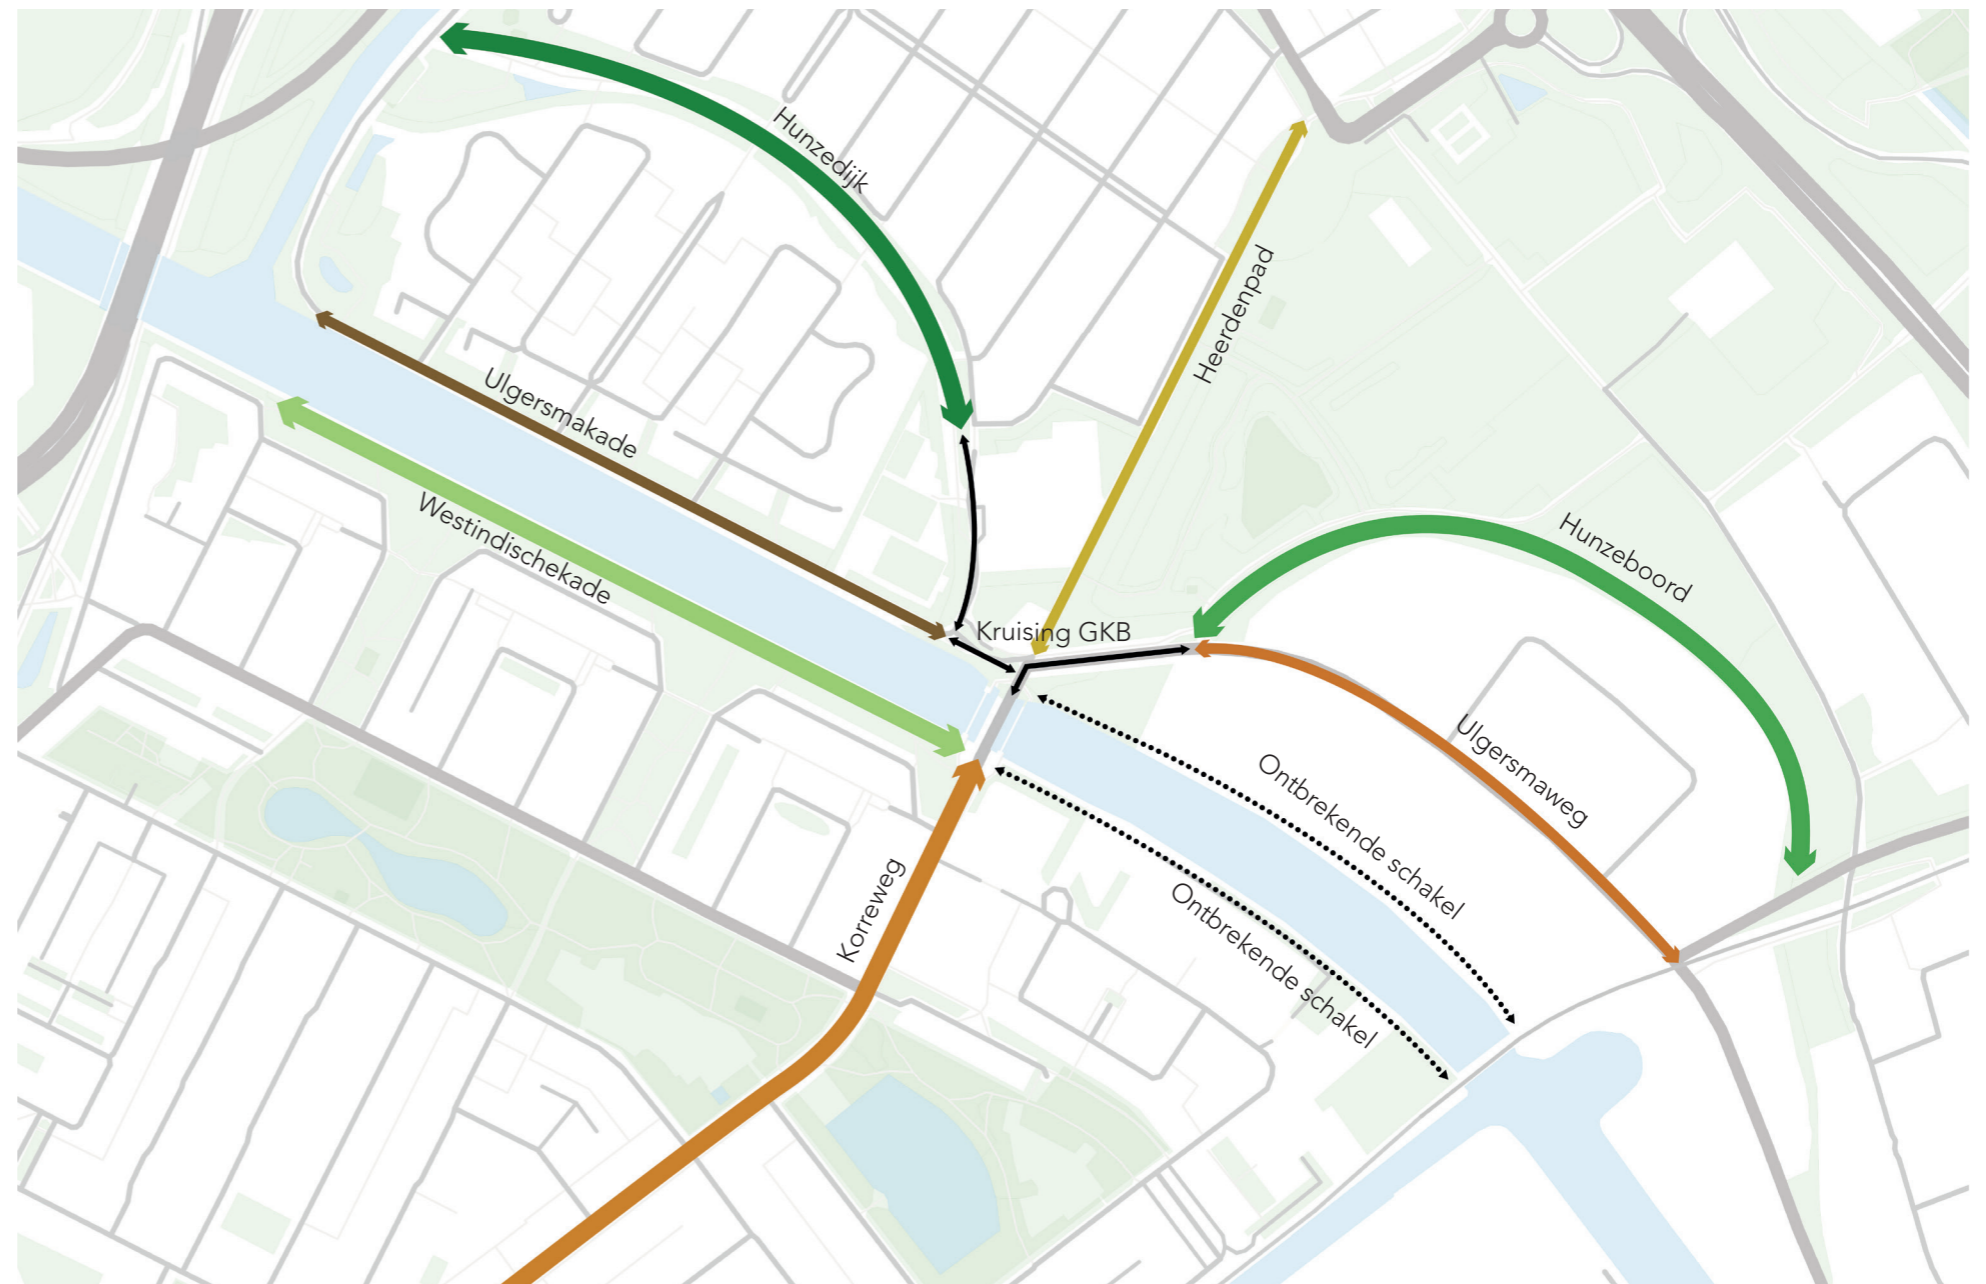 Hunzedijk
Heerdenpad
Ulgersmakade
Westindischekade
Hunzeboord
Kruising GKB
Ulgersmaweg
Ontbrekende schakel
Ontbrekende schakel
Korreweg